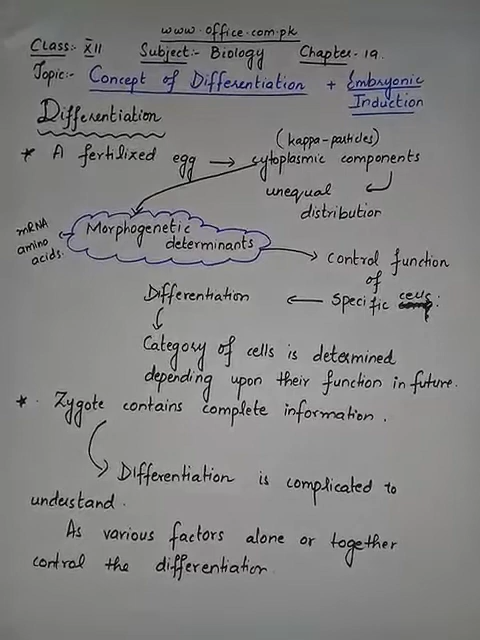 www.office.com.pk
Class:- XII Subject:- Biology Chapter-19.
Topic:- Concept of Differentiation + Embryonic Induction
Differentiation
(kappa-particles)
* A fertilized egg → cytoplasmic components
unequal
distribution
mRNA
amino
acids.
Morphogenetic
determinants
control function
of
Differentiation ← specific cells:
Category of cells is determined
depending upon their function in future.
* Zygote contains complete information.
Differentiation is complicated to
understand.
As various factors alone or together
control the differentiation.